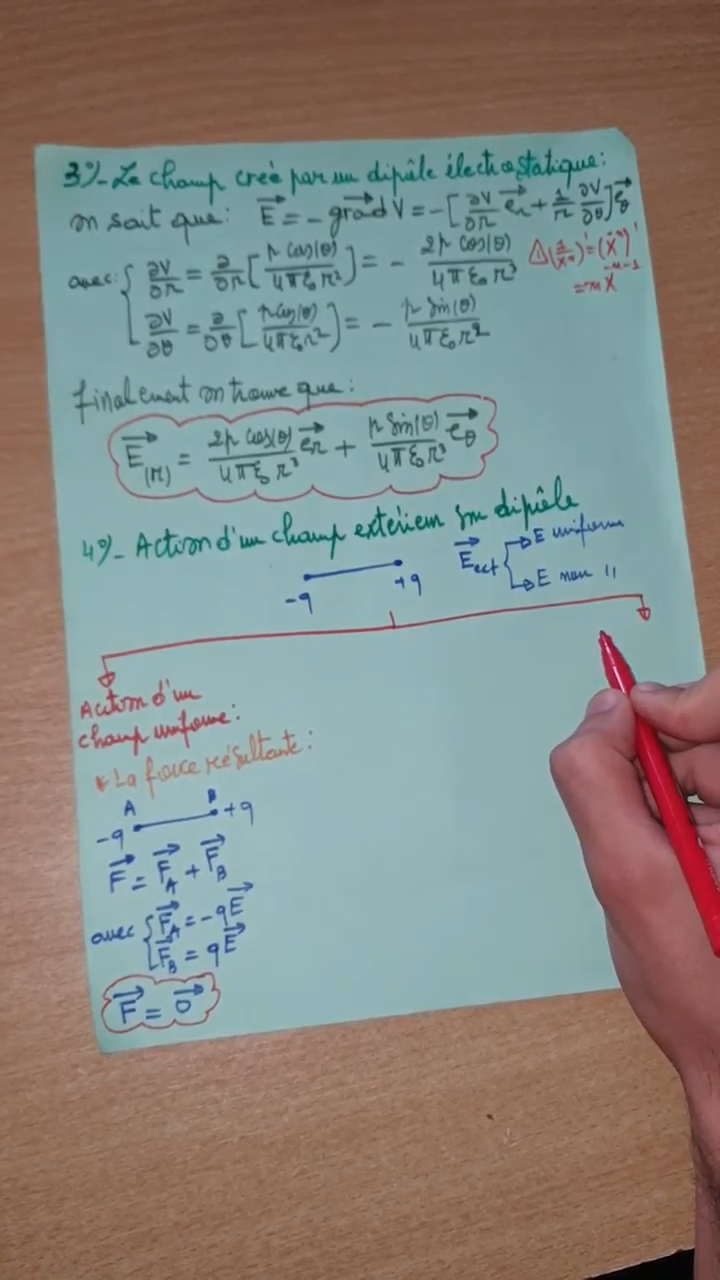 3°/- Le champ creé par un dipôle électrostatique:
on sait que: E⃗ = - grad⃗ V = - [ ∂V/∂r e⃗r + 1/r ∂V/∂θ ] e⃗θ
avec: { ∂V/∂r = ∂/∂r [ p cos(θ) / 4πε₀r² ] = - 2p cos(θ) / 4πε₀r³
⚠ (1/xⁿ)' = (x⁻ⁿ)'
= n x⁻ⁿ⁻¹
∂V/∂θ = ∂/∂θ [ p cos(θ) / 4πε₀r² ] = - p sin(θ) / 4πε₀r²
finalement on trouve que:
E⃗(M) = 2p cos(θ) / 4πε₀r³ e⃗r + p sin(θ) / 4πε₀r³ e⃗θ
4°/- Action d'un champ extérieur sur dipôle
-q +q
E⃗ext
E uniforme
E non "
Action d'un
champ uniforme:
* La force résultante:
A B
-q +q
F⃗ = F⃗A + F⃗B
avec { F⃗A = -qE⃗
F⃗B = qE⃗
F⃗ = 0⃗